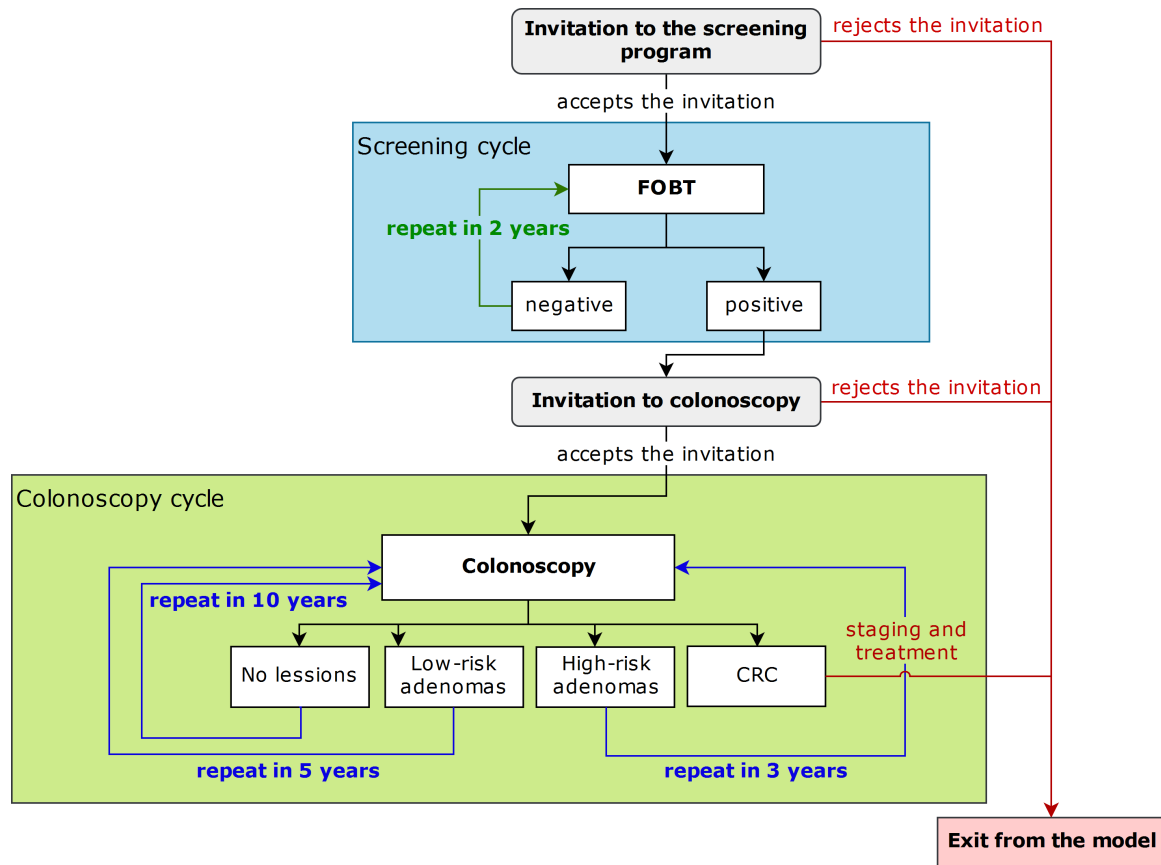 Invitation to the screening
program
rejects the invitation
accepts the invitation
Screening cycle
FOBT
repeat in 2 years
negative
positive
Invitation to colonoscopy
rejects the invitation
accepts the invitation
Colonoscopy cycle
Colonoscopy
repeat in 10 years
staging and
treatment
No lessions
Low-risk
adenomas
High-risk
adenomas
CRC
repeat in 5 years
repeat in 3 years
Exit from the model